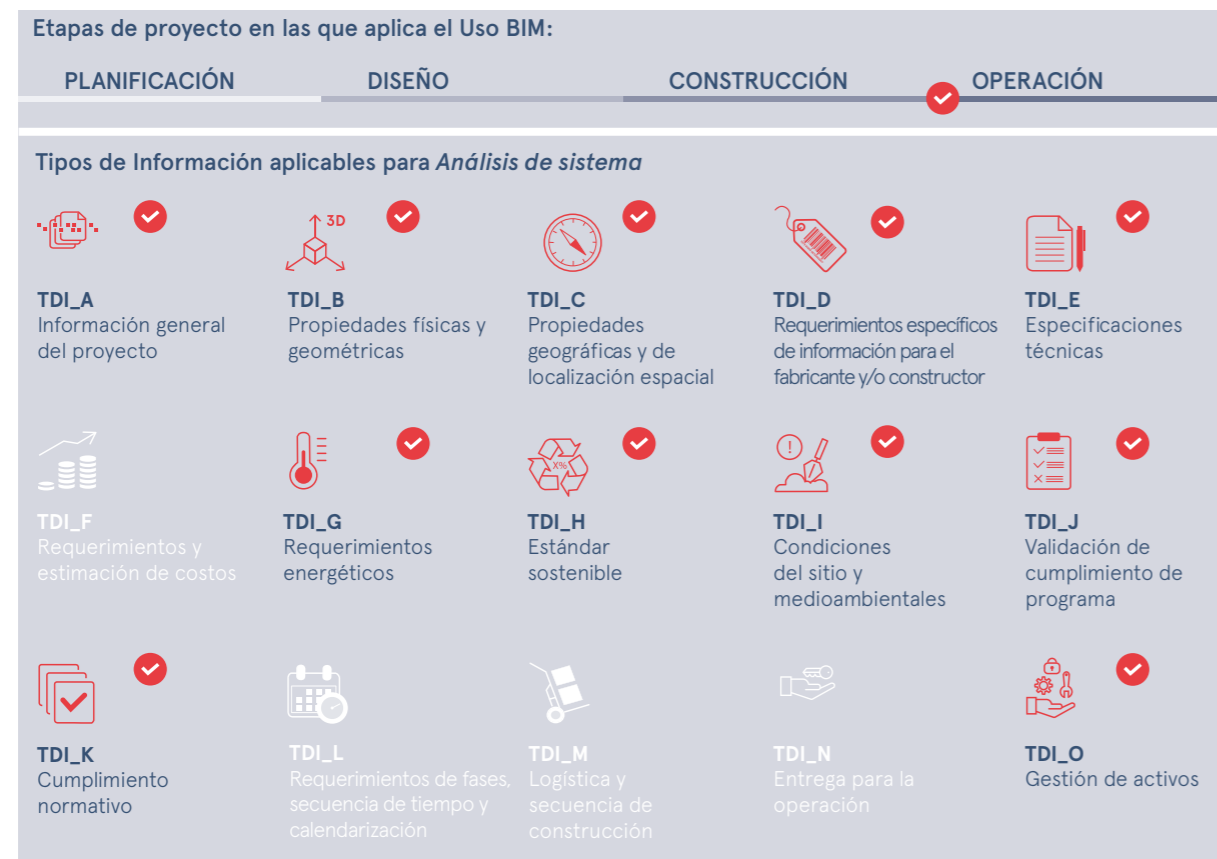 Etapas de proyecto en las que aplica el Uso BIM:
PLANIFICACIÓN DISEÑO CONSTRUCCIÓN OPERACIÓN
Tipos de Información aplicables para Análisis de sistema
3D
TDI_A
Información general
del proyecto
TDI_B
Propiedades físicas y
geométricas
TDI_C
Propiedades
geográficas y de
localización espacial
TDI_D
Requerimientos específicos
de información para el
fabricante y/o constructor
TDI_E
Especificaciones
técnicas
TDI_F
Requerimientos y
estimación de costos
TDI_G
Requerimientos
energéticos
X%
TDI_H
Estándar
sostenible
!
TDI_I
Condiciones
del sitio y
medioambientales
TDI_J
Validación de
cumplimiento de
programa
TDI_K
Cumplimiento
normativo
TDI_L
Requerimientos de fases,
secuencia de tiempo y
calendarización
TDI_M
Logística y
secuencia de
construcción
TDI_N
Entrega para la
operación
TDI_O
Gestión de activos